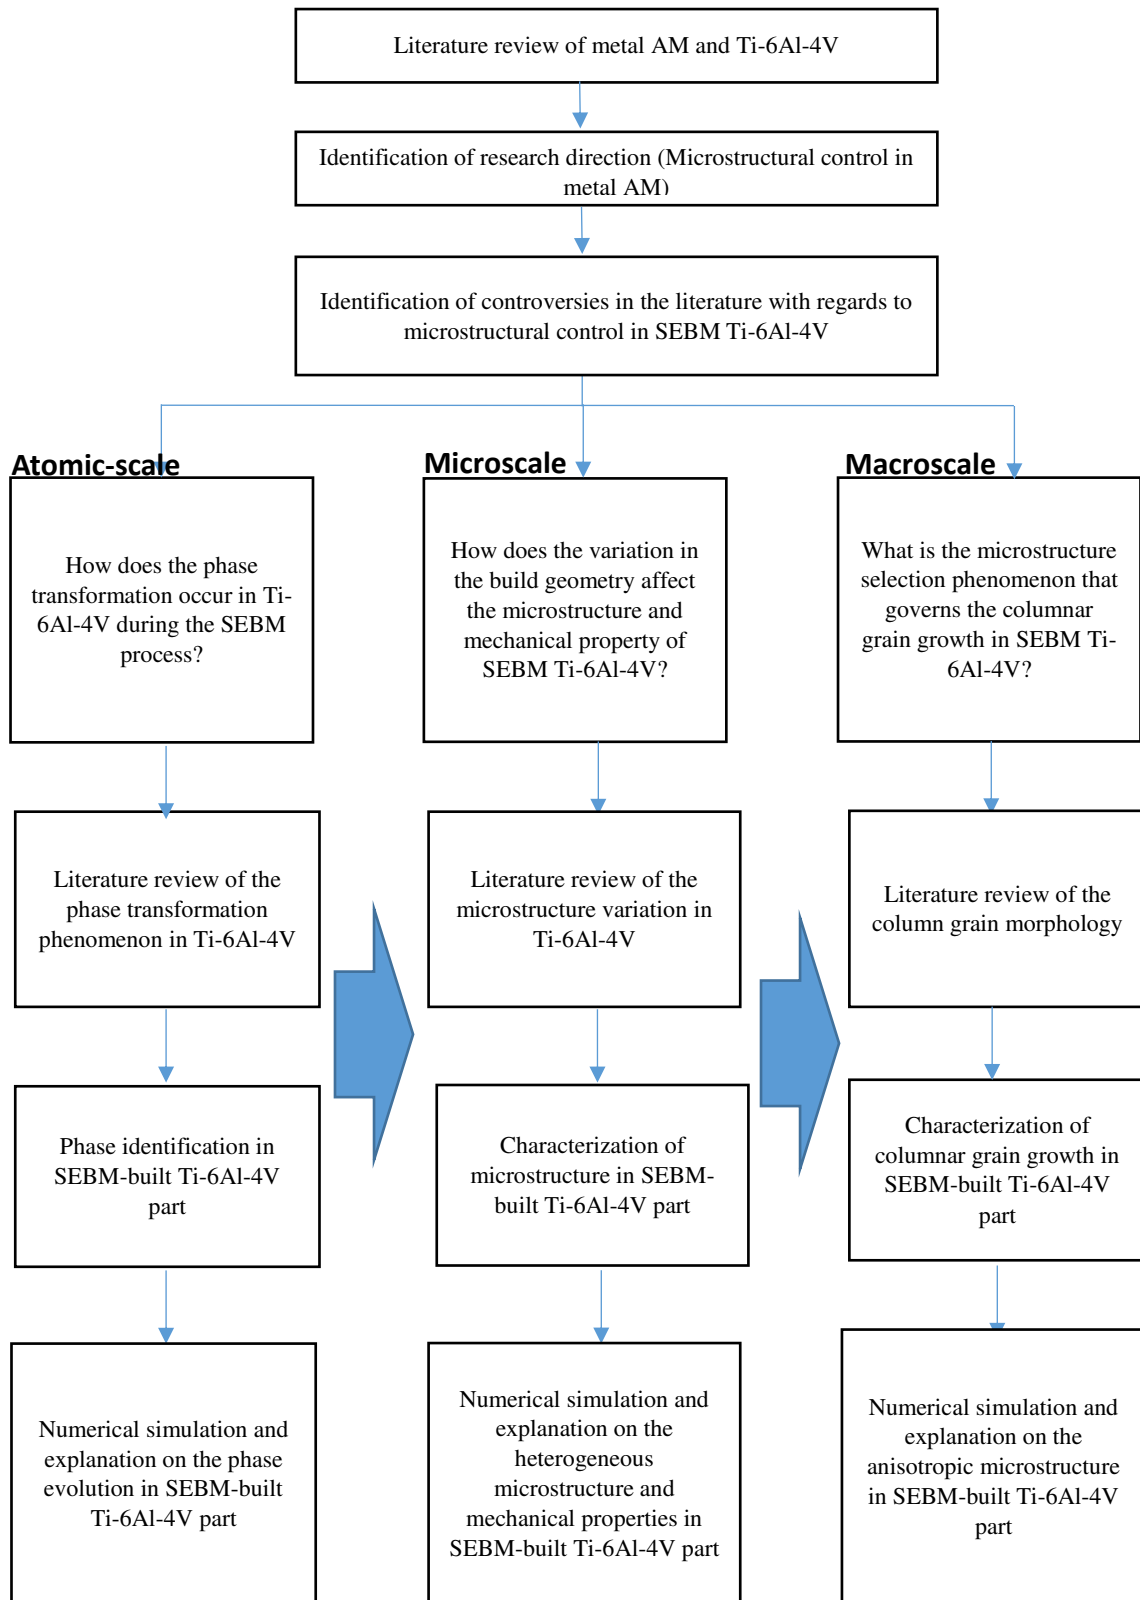 Literature review of metal AM and Ti-6Al-4V
Identification of research direction (Microstructural control in
metal AM)
Identification of controversies in the literature with regards to
microstructural control in SEBM Ti-6Al-4V
Atomic-scale
How does the phase
transformation occur in Ti-
6Al-4V during the SEBM
process?
Literature review of the
phase transformation
phenomenon in Ti-6Al-4V
Phase identification in
SEBM-built Ti-6Al-4V
part
Numerical simulation and
explanation on the phase
evolution in SEBM-built
Ti-6Al-4V part
Microscale
How does the variation in
the build geometry affect
the microstructure and
mechanical property of
SEBM Ti-6Al-4V?
Literature review of the
microstructure variation in
Ti-6Al-4V
Characterization of
microstructure in SEBM-
built Ti-6Al-4V part
Numerical simulation and
explanation on the
heterogeneous
microstructure and
mechanical properties in
SEBM-built Ti-6Al-4V part
Macroscale
What is the microstructure
selection phenomenon that
governs the columnar
grain growth in SEBM Ti-
6Al-4V?
Literature review of the
column grain morphology
Characterization of
columnar grain growth in
SEBM-built Ti-6Al-4V
part
Numerical simulation and
explanation on the
anisotropic microstructure
in SEBM-built Ti-6Al-4V
part